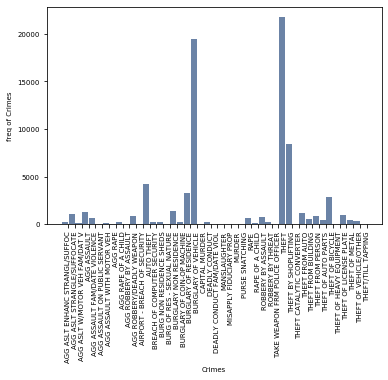 freq of Crimes
20000
15000
10000
5000
0
AGG ASLT ENHANC STRANGL/SUFFOC
AGG ASLT STRANGLE/SUFFOCATE
AGG ASLT W/MOTOR VEH FAM/DAT V
AGG ASSAULT
AGG ASSAULT FAM/DATE VIOLENCE
AGG ASSAULT ON PUBLIC SERVANT
AGG ASSAULT WITH MOTOR VEH
AGG RAPE
AGG RAPE OF A CHILD
AGG ROBBERY BY ASSAULT
AGG ROBBERY/DEADLY WEAPON
AIRPORT - BREACH OF SECURITY
AUTO THEFT
BREACH OF COMPUTER SECURITY
BURG NON RESIDENCE SHEDS
BURG OF RES - SEXUAL NATURE
BURGLARY NON RESIDENCE
BURGLARY OF COIN-OP MACHINE
BURGLARY OF RESIDENCE
BURGLARY OF VEHICLE
CAPITAL MURDER
DEADLY CONDUCT
DEADLY CONDUCT FAM/DATE VIOL
MANSLAUGHTER
MISAPPLY FIDUCIARY PROP
MURDER
PURSE SNATCHING
RAPE
RAPE OF A CHILD
ROBBERY BY ASSAULT
ROBBERY BY THREAT
TAKE WEAPON FRM POLICE OFFICER
THEFT
THEFT BY SHOPLIFTING
THEFT CATALYTIC CONVERTER
THEFT FROM AUTO
THEFT FROM BUILDING
THEFT FROM PERSON
THEFT OF AUTO PARTS
THEFT OF BICYCLE
THEFT OF HEAVY EQUIPMENT
THEFT OF LICENSE PLATE
THEFT OF METAL
THEFT OF VEHICLE/OTHER
THEFT/TILL TAPPING
Crimes